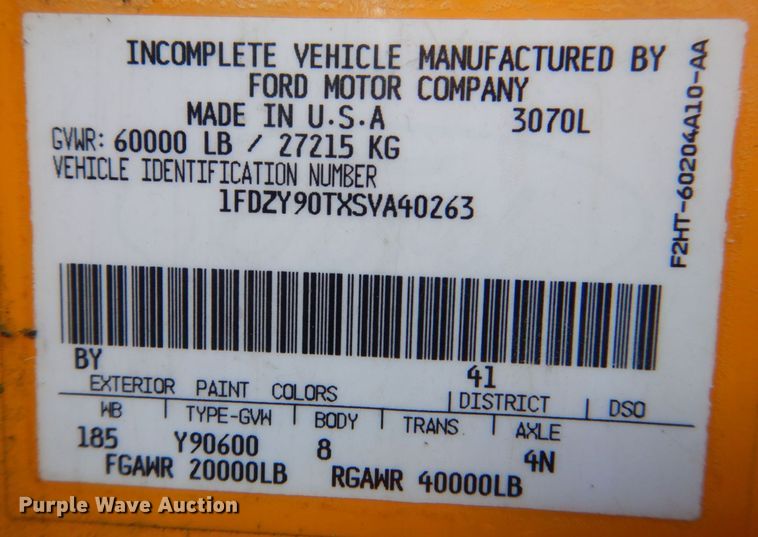 INCOMPLETE VEHICLE MANUFACTURED BY
FORD MOTOR COMPANY
MADE IN U.S.A 3070L
GVWR: 60000 LB / 27215 KG
VEHICLE IDENTIFICATION NUMBER
1FDZY90TXSVA40263
F2HT-60204A10-AA
BY 41
EXTERIOR PAINT COLORS DISTRICT DSO
WB TYPE-GVW BODY TRANS AXLE
185 Y90600 8 4N
FGAWR 20000LB RGAWR 40000LB
Purple Wave Auction